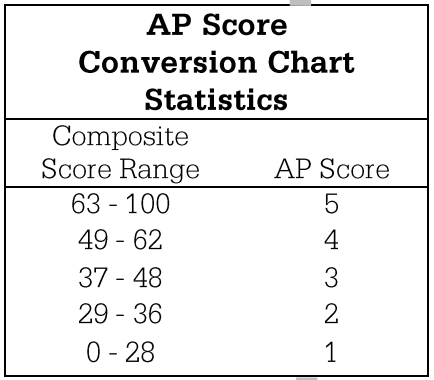 AP Score
Conversion Chart
Statistics
Composite
Score Range AP Score
63 - 100 5
49 - 62 4
37 - 48 3
29 - 36 2
0 - 28 1